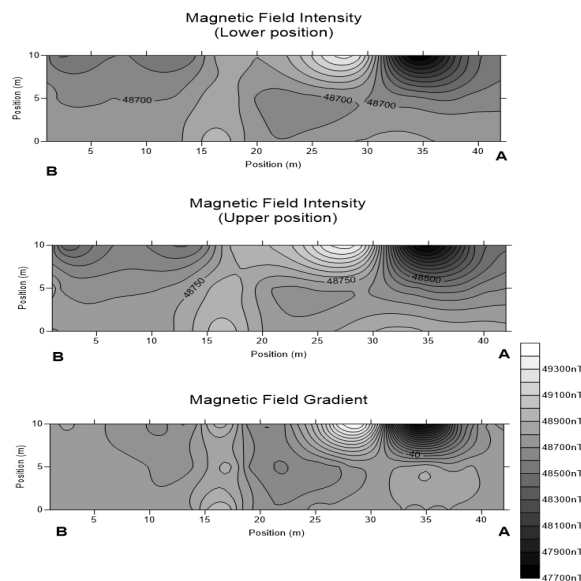 Magnetic Field Intensity
(Lower position)
10
5
0
Position (m)
48700
48700
5
10
15
20
25
30
35
40
Position (m)
B
A
Magnetic Field Intensity
(Upper position)
10
5
0
Position (m)
48750
48750
48500
5
10
15
20
25
30
35
40
Position (m)
B
A
Magnetic Field Gradient
10
5
0
Position (m)
-40
5
10
15
20
25
30
35
40
Position (m)
B
A
49300nT
49100nT
48900nT
48700nT
48500nT
48300nT
48100nT
47900nT
47700nT